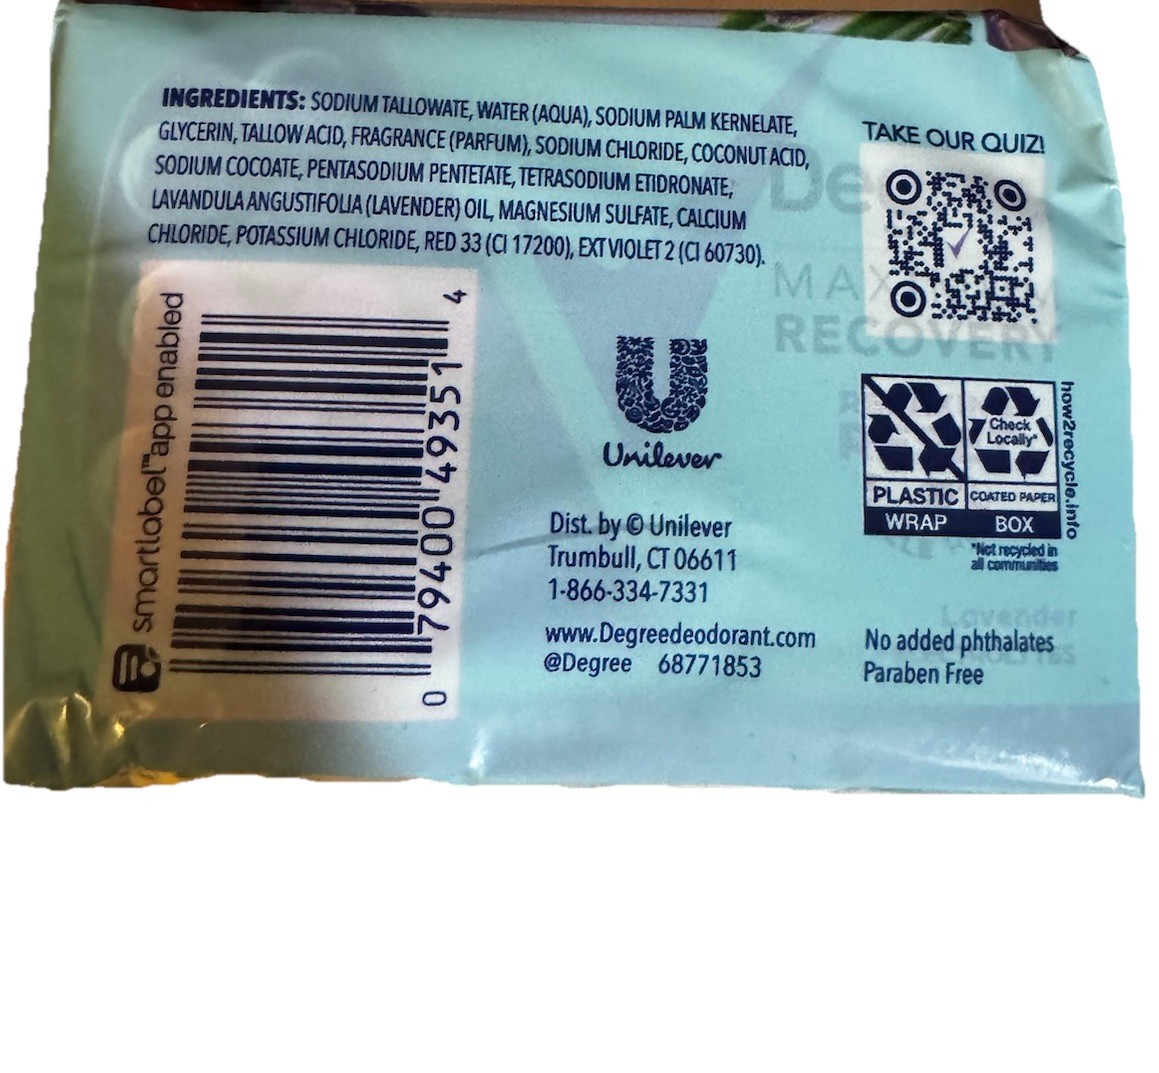 INGREDIENTS: SODIUM TALLOWATE, WATER (AQUA), SODIUM PALM KERNELATE,
GLYCERIN, TALLOW ACID, FRAGRANCE (PARFUM), SODIUM CHLORIDE, COCONUT ACID,
SODIUM COCOATE, PENTASODIUM PENTETATE, TETRASODIUM ETIDRONATE,
LAVANDULA ANGUSTIFOLIA (LAVENDER) OIL, MAGNESIUM SULFATE, CALCIUM
CHLORIDE, POTASSIUM CHLORIDE, RED 33 (CI 17200), EXT VIOLET 2 (CI 60730).
TAKE OUR QUIZ!
De
MAX M
RECOVERY
smartlabel™ app enabled
0 79400 49351 4
Unilever
Dist. by © Unilever
Trumbull, CT 06611
1-866-334-7331
www.Degreedeodorant.com
@Degree 68771853
Check
Locally*
PLASTIC
WRAP
COATED PAPER
BOX
how2recycle.info
*Not recycled in
all communities
Lavender
No added phthalates
Paraben Free